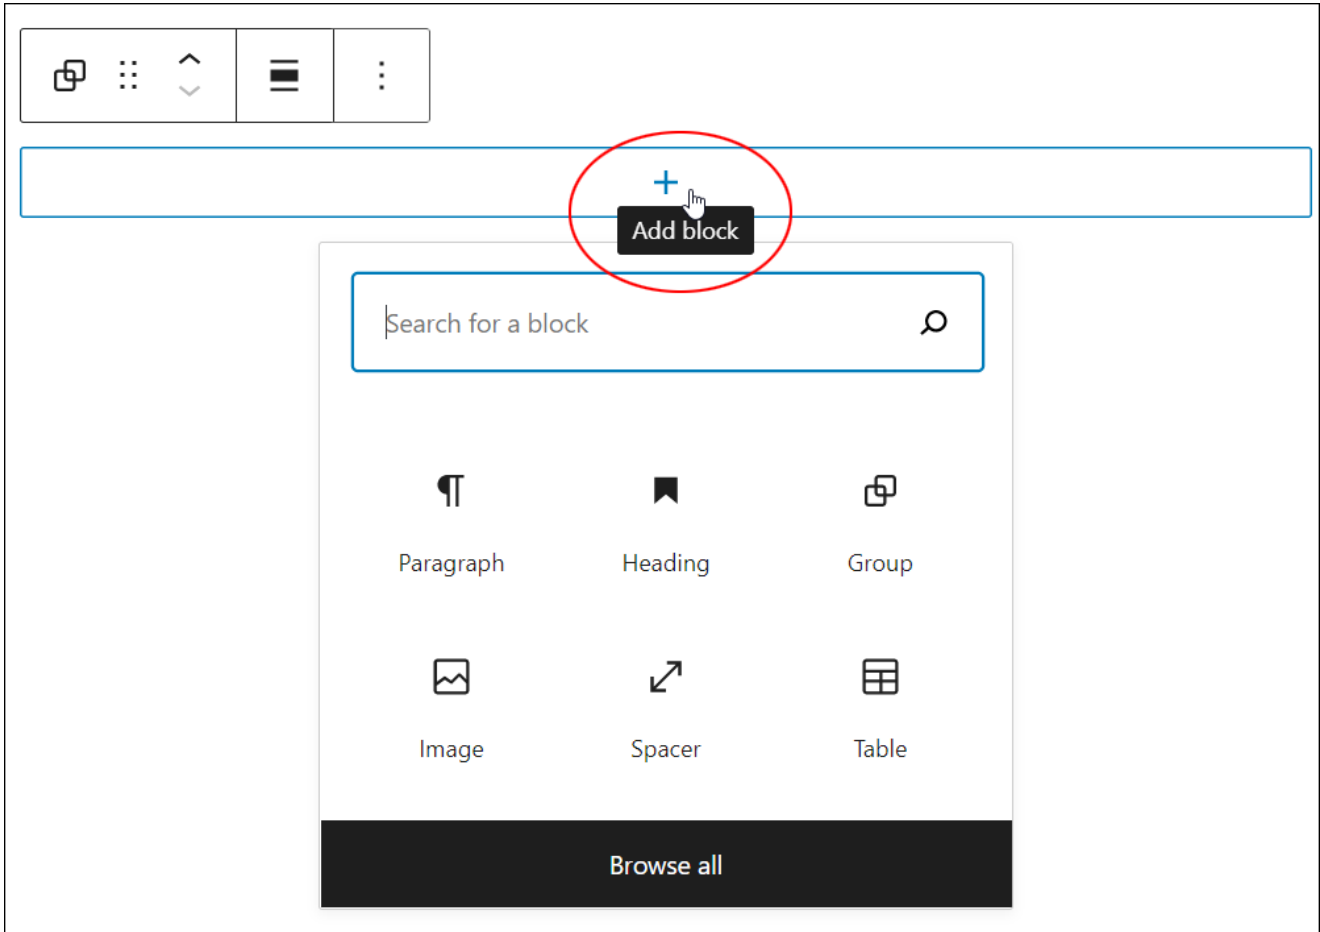 Add block
Search for a block
Paragraph
Heading
Group
Image
Spacer
Table
Browse all